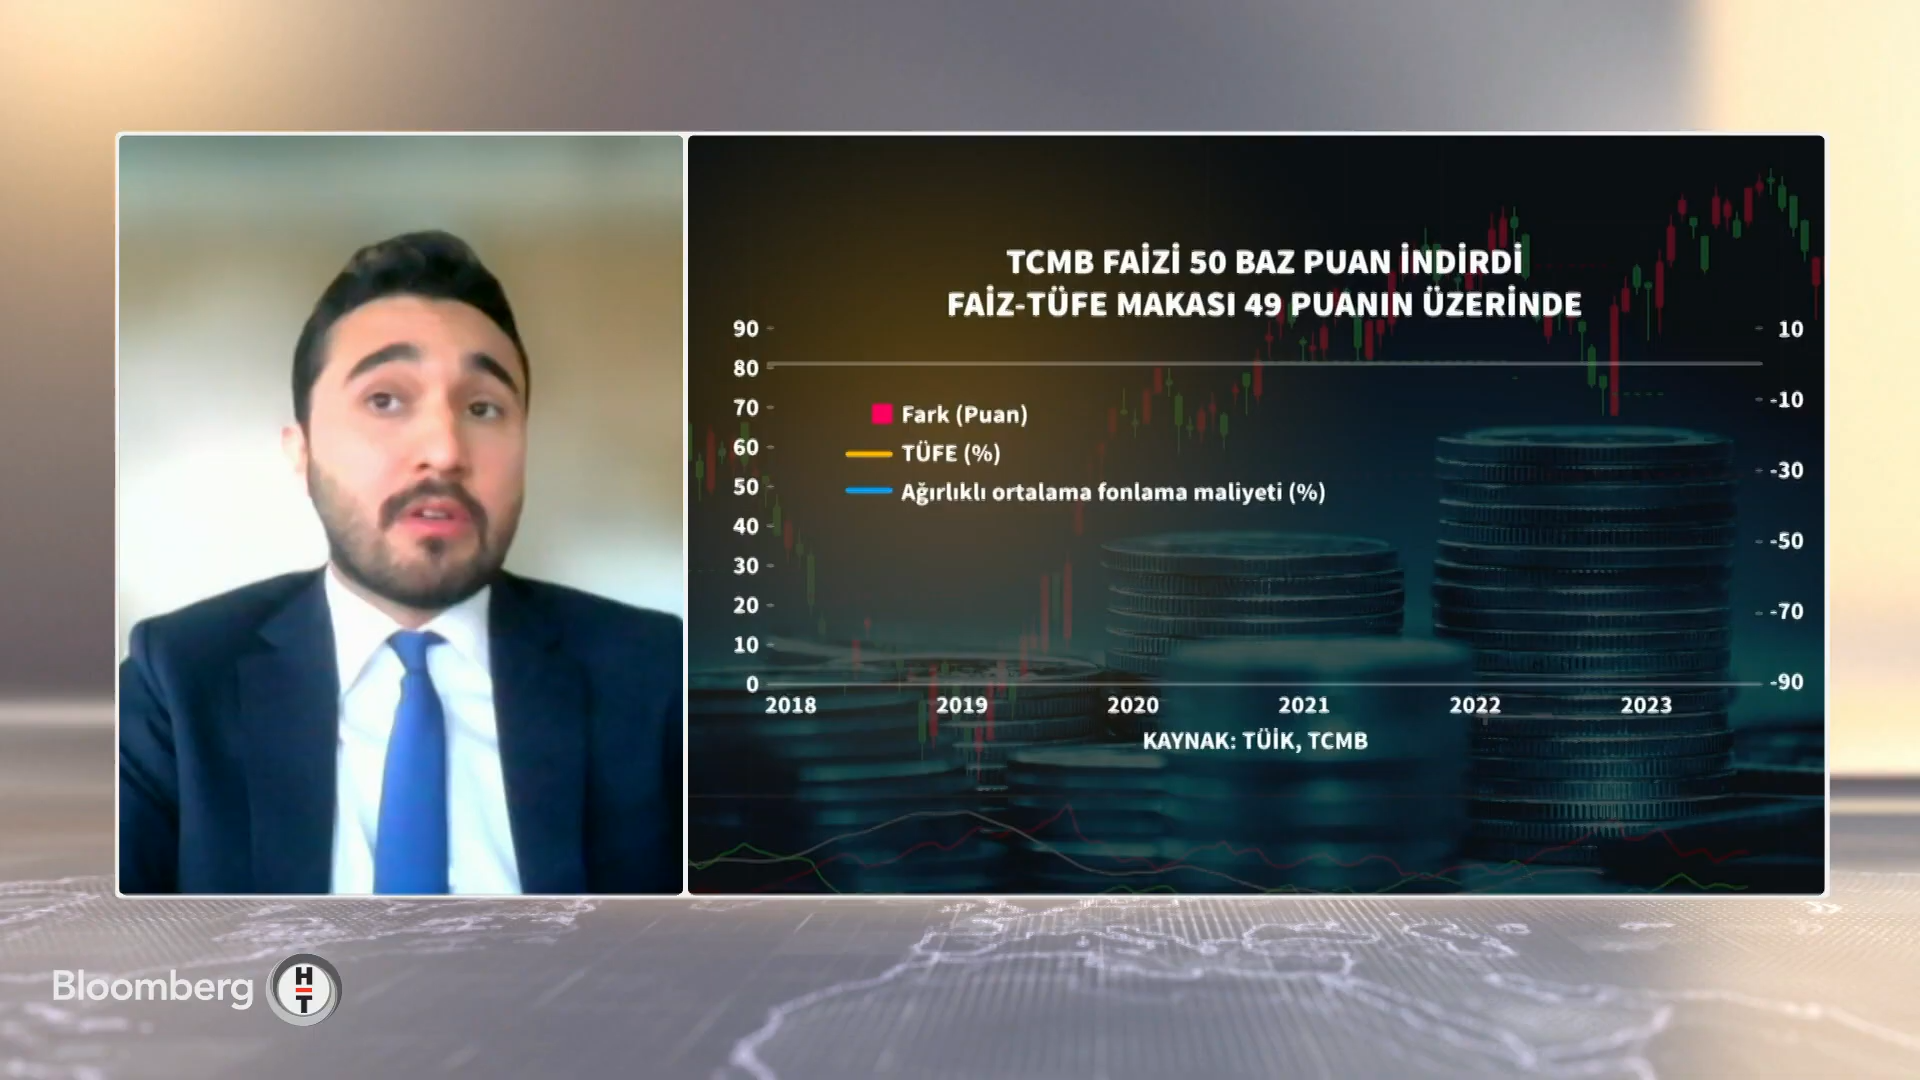 TCMB FAİZİ 50 BAZ PUAN İNDİRDİ
FAİZ-TÜFE MAKASI 49 PUANIN ÜZERİNDE
90
80
70
60
50
40
30
20
10
0
Fark (Puan)
TÜFE (%)
Ağırlıklı ortalama fonlama maliyeti (%)
10
-10
-30
-50
-70
-90
2018 2019 2020 2021 2022 2023
KAYNAK: TÜİK, TCMB
Bloomberg HT